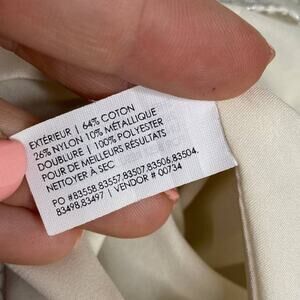 EXTÉRIEUR | 64% COTON
26% NYLON 10% MÉTALLIQUE
DOUBLURE | 100% POLYESTER
POUR DE MEILLEURS RÉSULTATS
NETTOYER À SEC
PO #83558,83557,83507,83506,83504,
83498,83497 | VENDOR # 00734